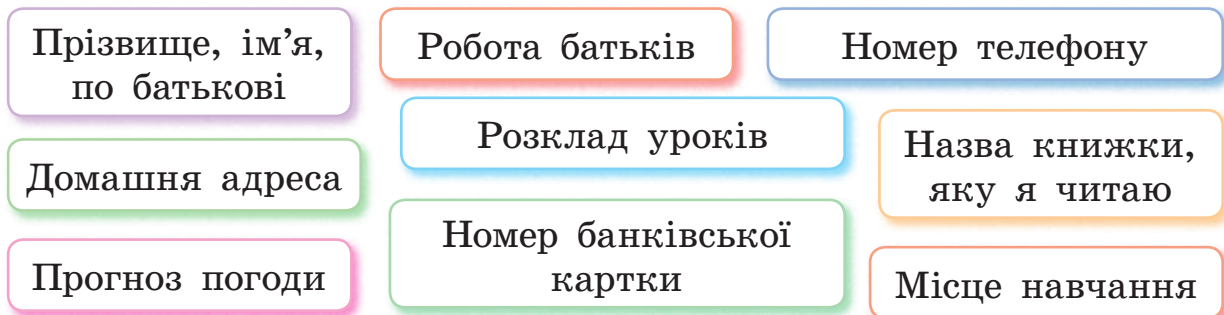 Прізвище, ім’я,
по батькові
Робота батьків
Номер телефону
Розклад уроків
Назва книжки,
яку я читаю
Домашня адреса
Номер банківської
картки
Прогноз погоди
Місце навчання